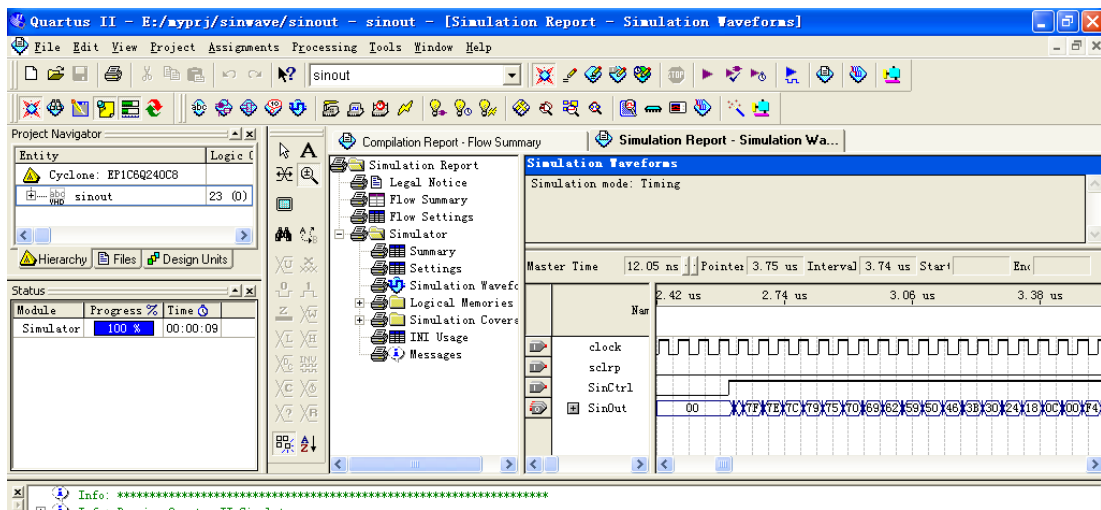 Quartus II - E:/myprj/sinwave/sinout - sinout - [Simulation Report - Simulation Waveforms]
File Edit View Project Assignments Processing Tools Window Help
sinout
Project Navigator
Entity Logic C
Cyclone: EP1C6Q240C8
abc VHD sinout 23 (0)
Hierarchy Files Design Units
Status
Module Progress % Time
Simulator 100 % 00:00:09
Compilation Report - Flow Summary
Simulation Report - Simulation Wa...
Simulation Report
Legal Notice
Flow Summary
Flow Settings
Simulator
Summary
Settings
Simulation Wavefo
Logical Memories
Simulation Covera
INI Usage
Messages
Simulation Waveforms
Simulation mode: Timing
Master Time 12.05 ns Pointer 3.75 us Interval 3.74 us Start End
2.42 us 2.74 us 3.06 us 3.38 us
Nam
clock
sclrp
SinCtrl
SinOut 00 7F 7E 7C 79 75 70 69 62 59 50 46 3B 30 24 18 0C 00 F4
Info: *******************************************************************